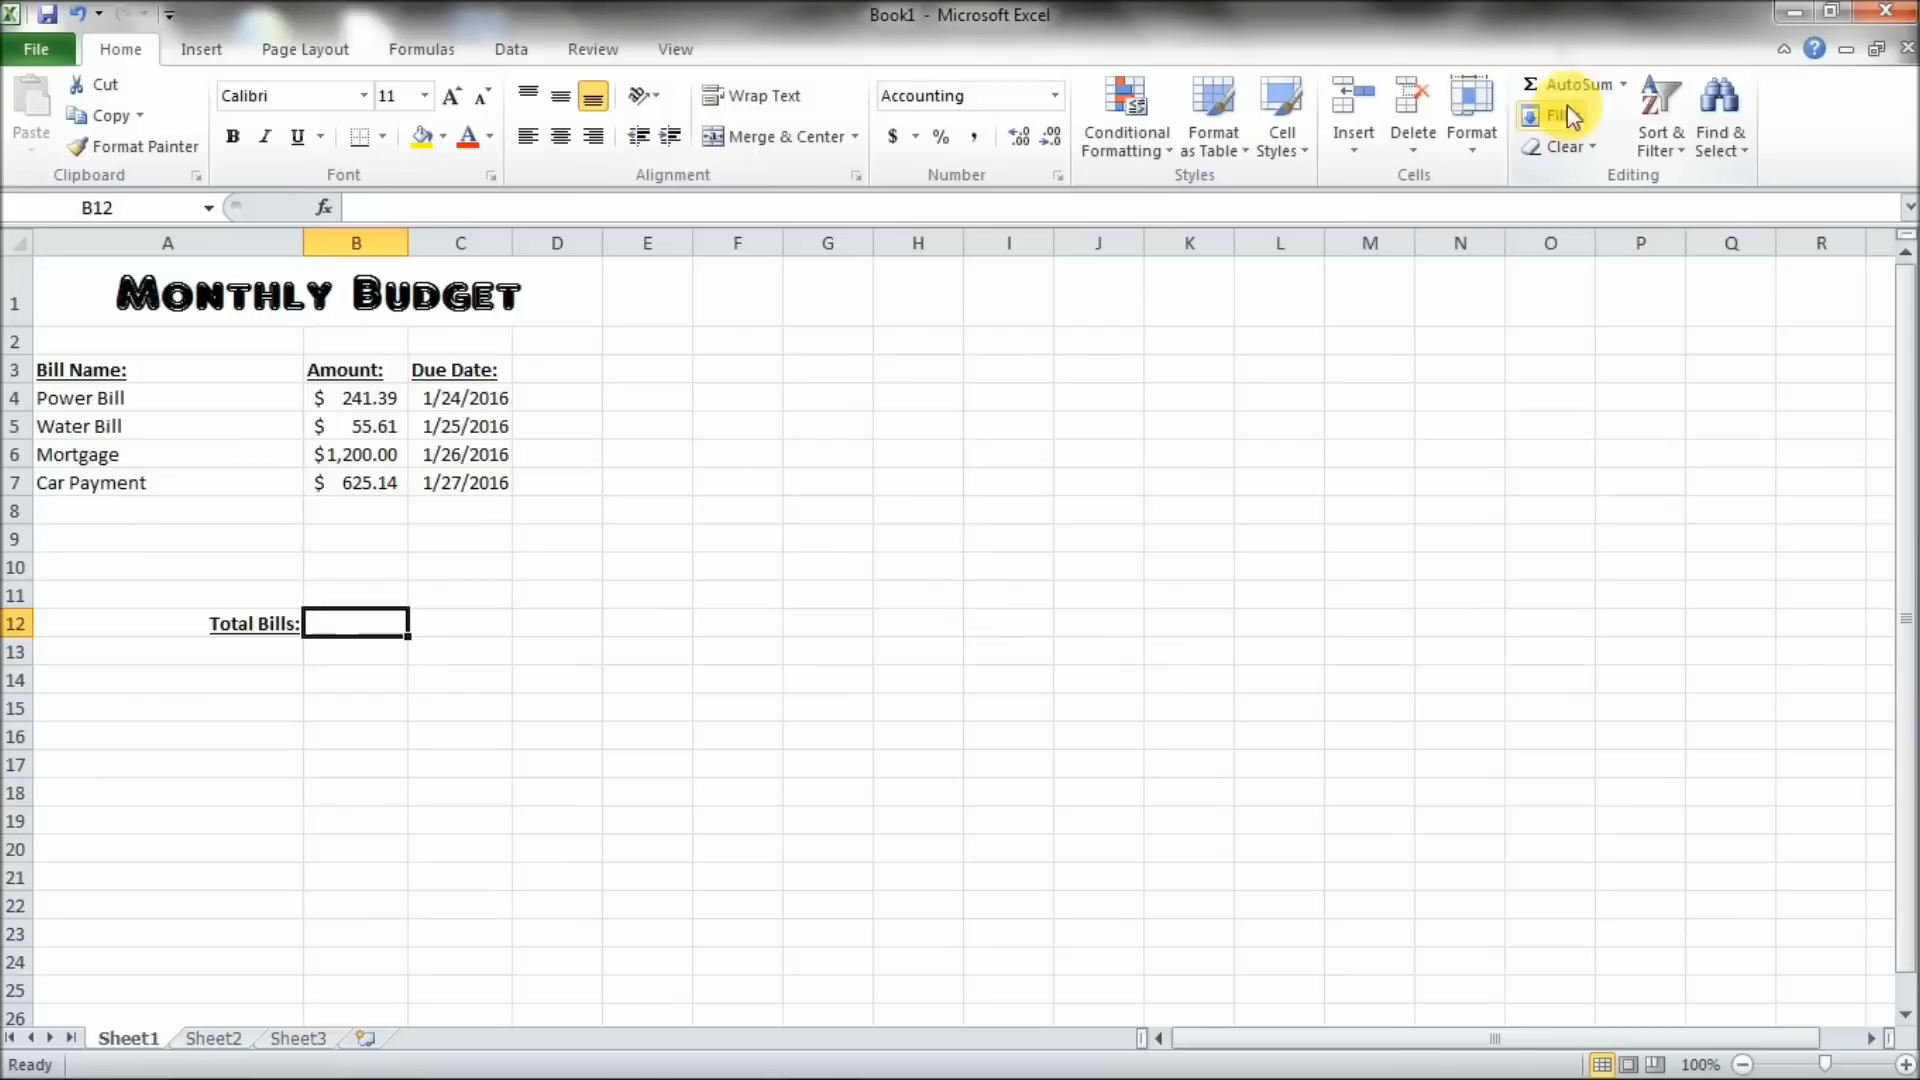 Book1 - Microsoft Excel
File Home Insert Page Layout Formulas Data Review View
Paste Cut Copy Format Painter
Clipboard
Calibri 11
B I U A
Font
Wrap Text
Merge & Center
Alignment
Accounting
$ % ,
Number
Conditional Formatting Format as Table Cell Styles
Styles
Insert Delete Format
Cells
Σ AutoSum
Clear
Sort & Filter Find & Select
Editing
B12 fx
A B C D E F G H I J K L M N O P Q R
1 Monthly Budget
2
3 Bill Name: Amount: Due Date:
4 Power Bill $ 241.39 1/24/2016
5 Water Bill $ 55.61 1/25/2016
6 Mortgage $1,200.00 1/26/2016
7 Car Payment $ 625.14 1/27/2016
8
9
10
11
12 Total Bills:
13
14
15
16
17
18
19
20
21
22
23
24
25
26
Sheet1 Sheet2 Sheet3
Ready 100%